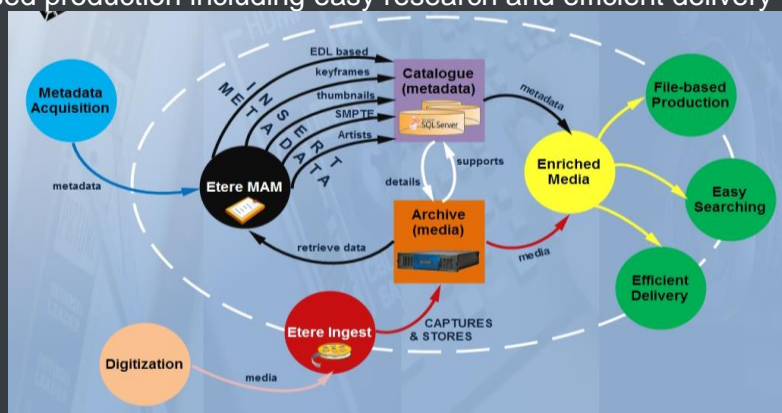 sed production including easy research and efficient delivery
EDL based
keyframes
thumbnails
SMPTE
Artists
INSERT
METADATA
Catalogue
(metadata)
SQL Server
metadata
File-based
Production
Metadata
Acquisition
metadata
Etere MAM
details
supports
Enriched
Media
Easy
Searching
Archive
(media)
retrieve data
media
Efficient
Delivery
Etere Ingest
CAPTURES
& STORES
Digitization
media